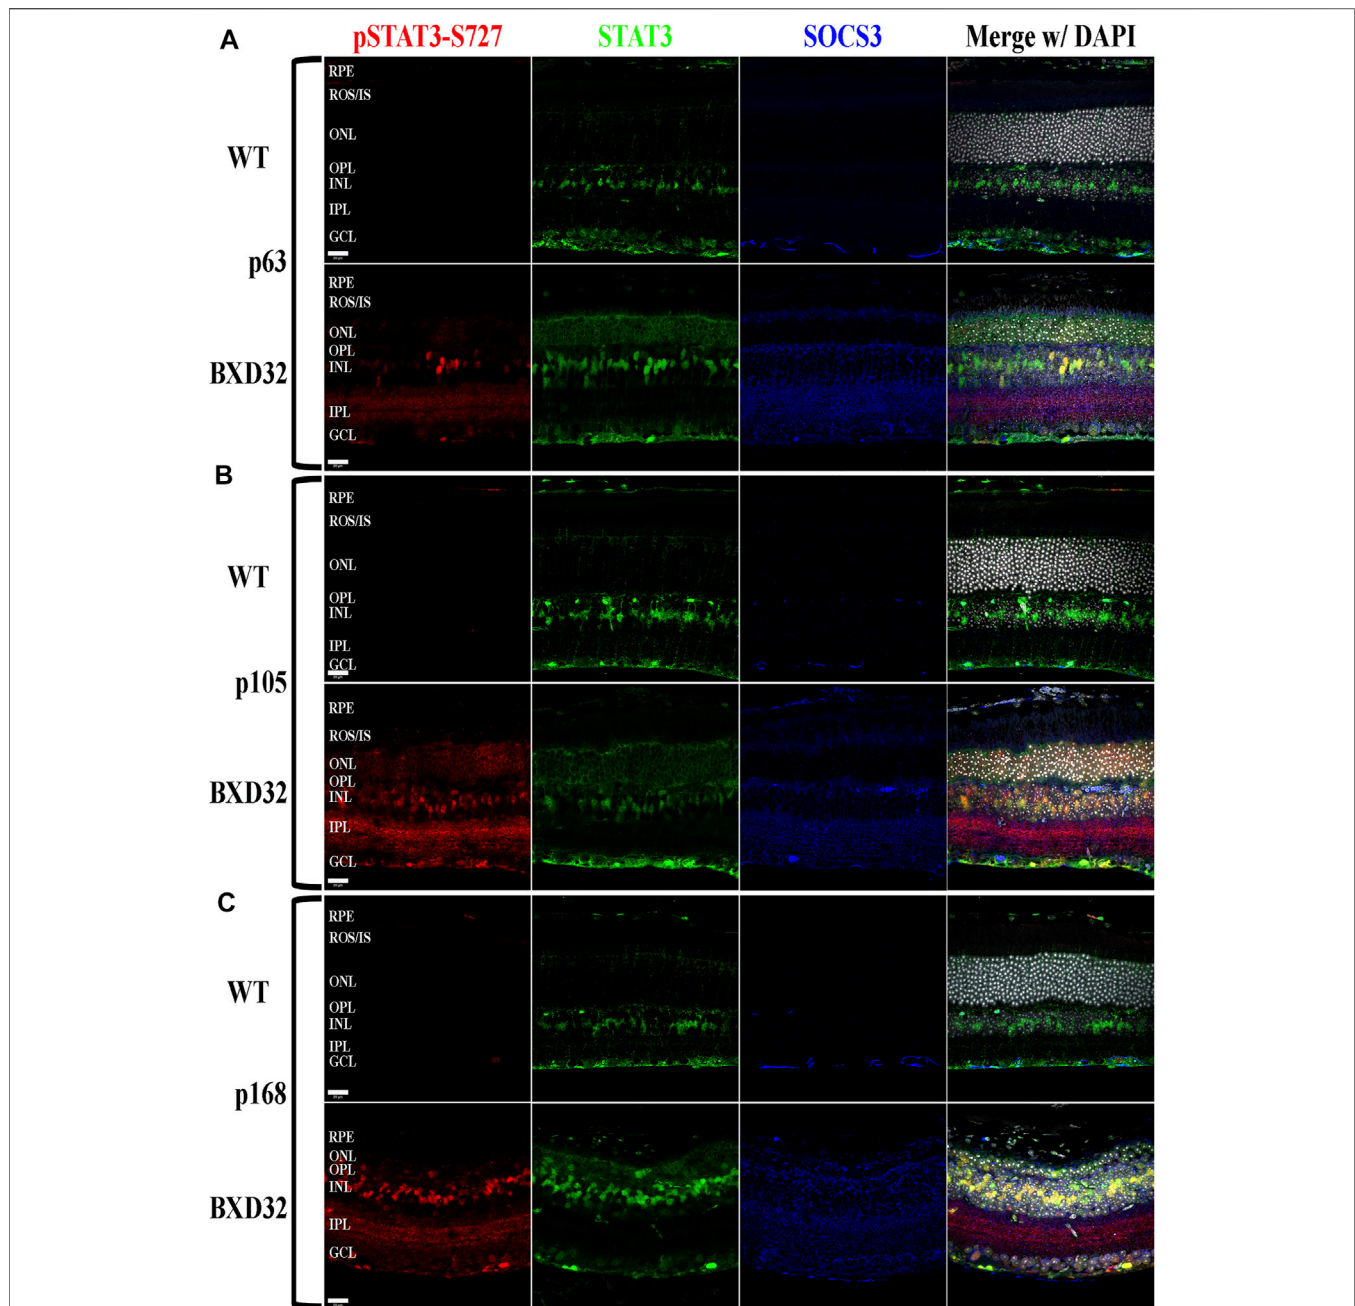 A
pSTAT3-S727 STAT3 SOCS3 Merge w/ DAPI
WT
RPE
ROS/IS
ONL
OPL
INL
IPL
GCL
p63
BXD32
RPE
ROS/IS
ONL
OPL
INL
IPL
GCL
B
WT
RPE
ROS/IS
ONL
OPL
INL
IPL
GCL
p105
BXD32
RPE
ROS/IS
ONL
OPL
INL
IPL
GCL
C
WT
RPE
ROS/IS
ONL
OPL
INL
IPL
GCL
p168
BXD32
RPE
ONL
OPL
INL
IPL
GCL